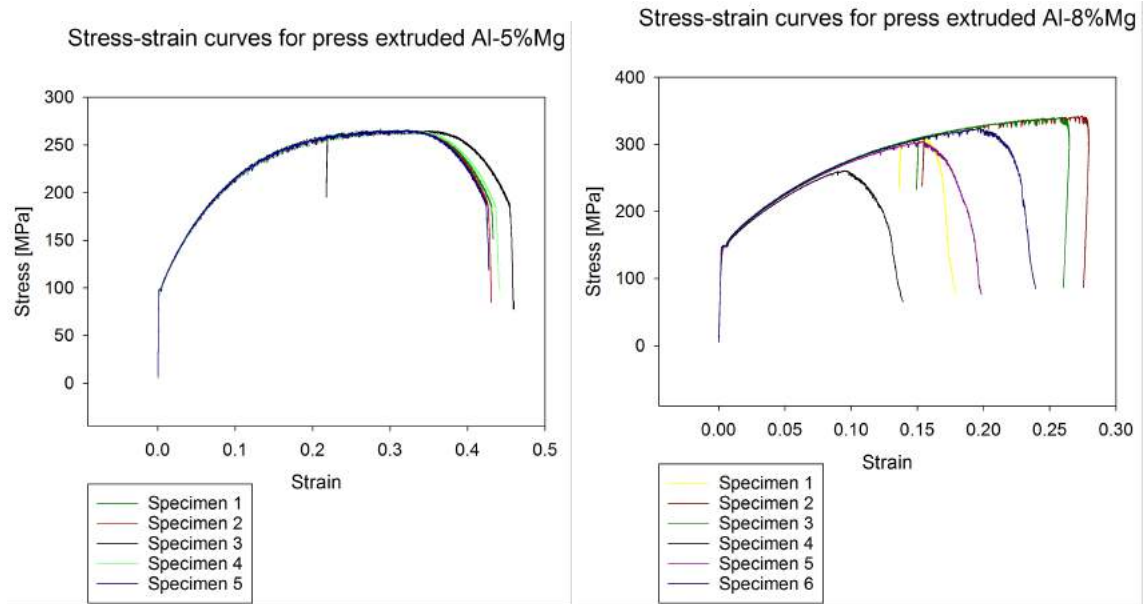 Stress-strain curves for press extruded Al-5%Mg
Stress [MPa]
300
250
200
150
100
50
0
0.0 0.1 0.2 0.3 0.4 0.5
Strain
Specimen 1
Specimen 2
Specimen 3
Specimen 4
Specimen 5
Stress-strain curves for press extruded Al-8%Mg
Stress [MPa]
400
300
200
100
0
0.00 0.05 0.10 0.15 0.20 0.25 0.30
Strain
Specimen 1
Specimen 2
Specimen 3
Specimen 4
Specimen 5
Specimen 6